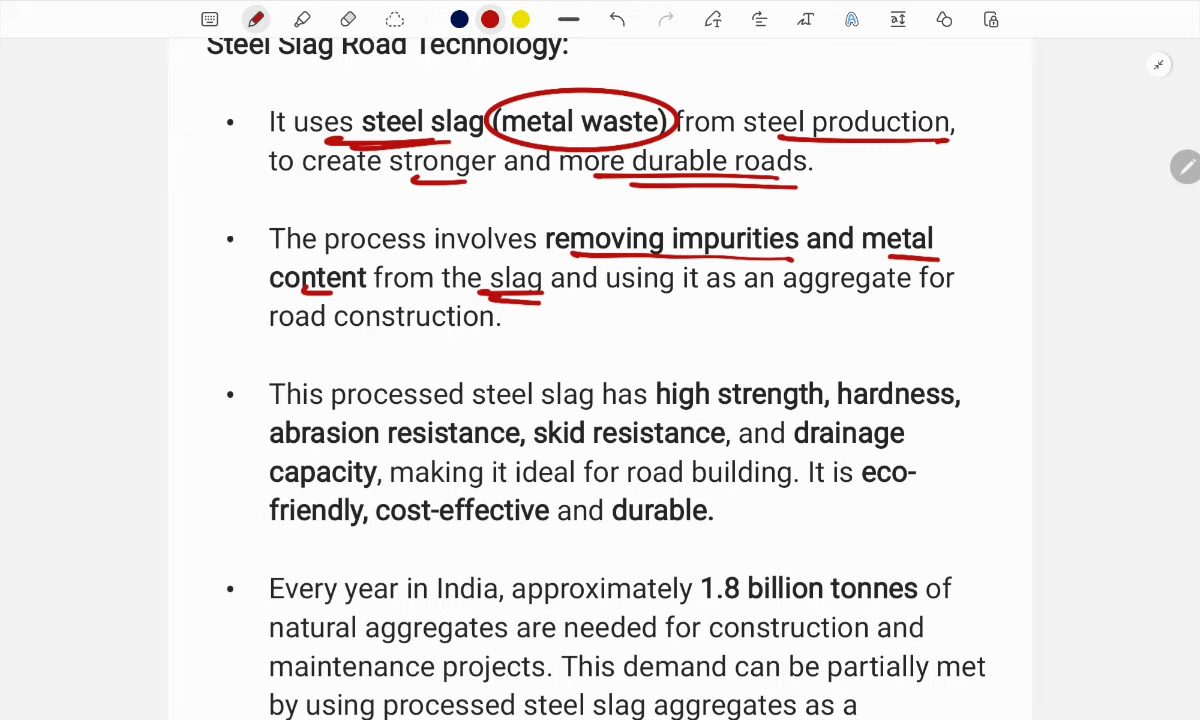 Steel Slag Road Technology:
• It uses steel slag (metal waste) from steel production,
to create stronger and more durable roads.
• The process involves removing impurities and metal
content from the slag and using it as an aggregate for
road construction.
• This processed steel slag has high strength, hardness,
abrasion resistance, skid resistance, and drainage
capacity, making it ideal for road building. It is eco-
friendly, cost-effective and durable.
• Every year in India, approximately 1.8 billion tonnes of
natural aggregates are needed for construction and
maintenance projects. This demand can be partially met
by using processed steel slag aggregates as a